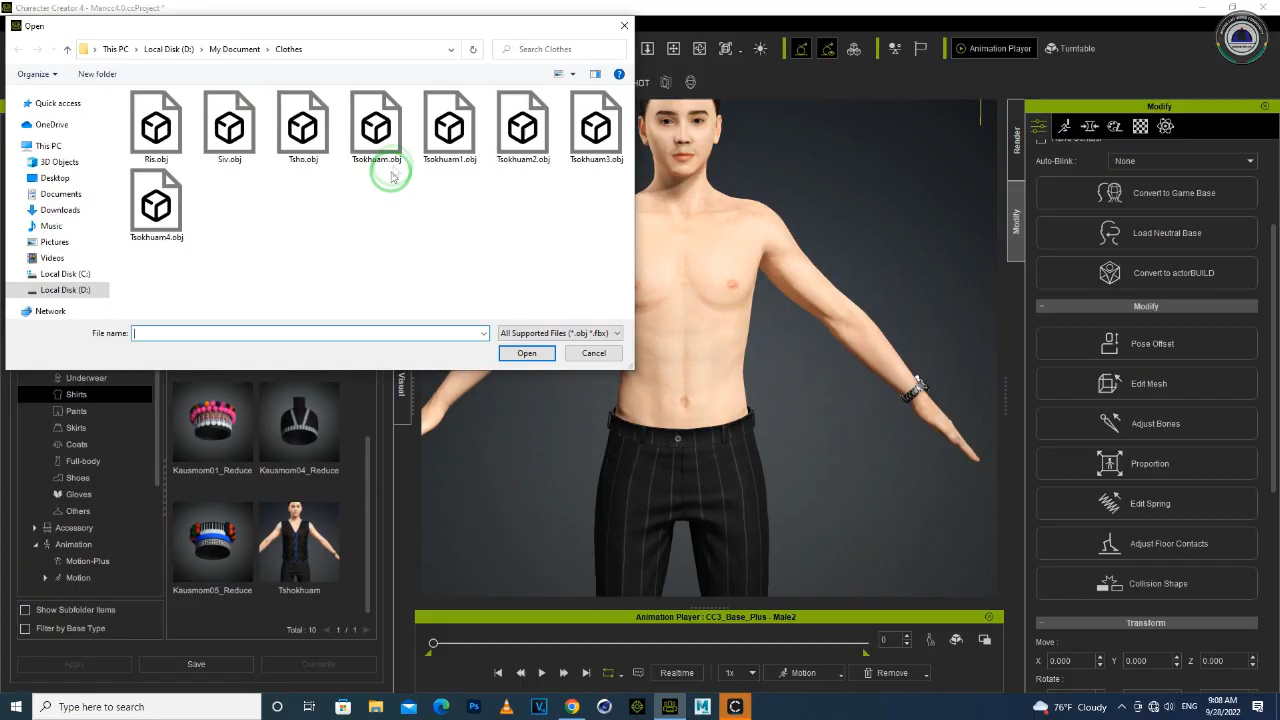 Character Creator 4.0 - Mancc4.0.ccProject *
Open
This PC > Local Disk (D:) > My Document > Clothes
Search Clothes
Organize
New folder
Quick access
OneDrive
This PC
3D Objects
Desktop
Documents
Downloads
Music
Pictures
Videos
Local Disk (C:)
Local Disk (D:)
Network
Ris.obj
Siv.obj
Tsho.obj
Tsokhuam.obj
Tsokhuam1.obj
Tsokhuam2.obj
Tsokhuam3.obj
Tsokhuam4.obj
File name:
All Supported Files (*.obj *.fbx)
Open
Cancel
Animation Player
Turntable
Render
Modify
Modify
Auto-Blink :
None
Convert to Game Base
Load Neutral Base
Convert to actorBUILD
Modify
Pose Offset
Edit Mesh
Adjust Bones
Proportion
Edit Spring
Adjust Floor Contacts
Collision Shape
Transform
Move :
X 0.000 Y 0.000 Z 0.000
Rotate :
Visual
Underwear
Shirts
Pants
Skirts
Coats
Full-body
Shoes
Gloves
Others
Accessory
Animation
Motion-Plus
Motion
Kausmom01_Reduce
Kausmom04_Reduce
Kausmom05_Reduce
Tshokhuam
Show Subfolder Items
Filter by Base Type
Total : 10
1 / 1
Apply
Save
Overwrite
Animation Player : CC3_Base_Plus - Male2
0
Realtime
1x
Motion
Remove
Type here to search
76°F Cloudy
9:08 AM
9/28/2022